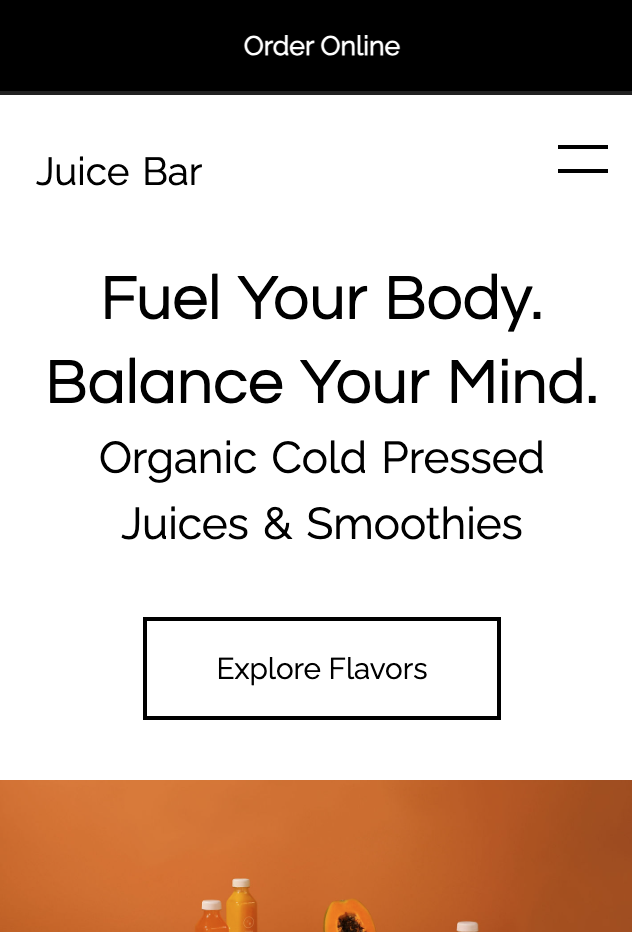 Order Online
Juice Bar
Fuel Your Body.
Balance Your Mind.
Organic Cold Pressed
Juices & Smoothies
Explore Flavors